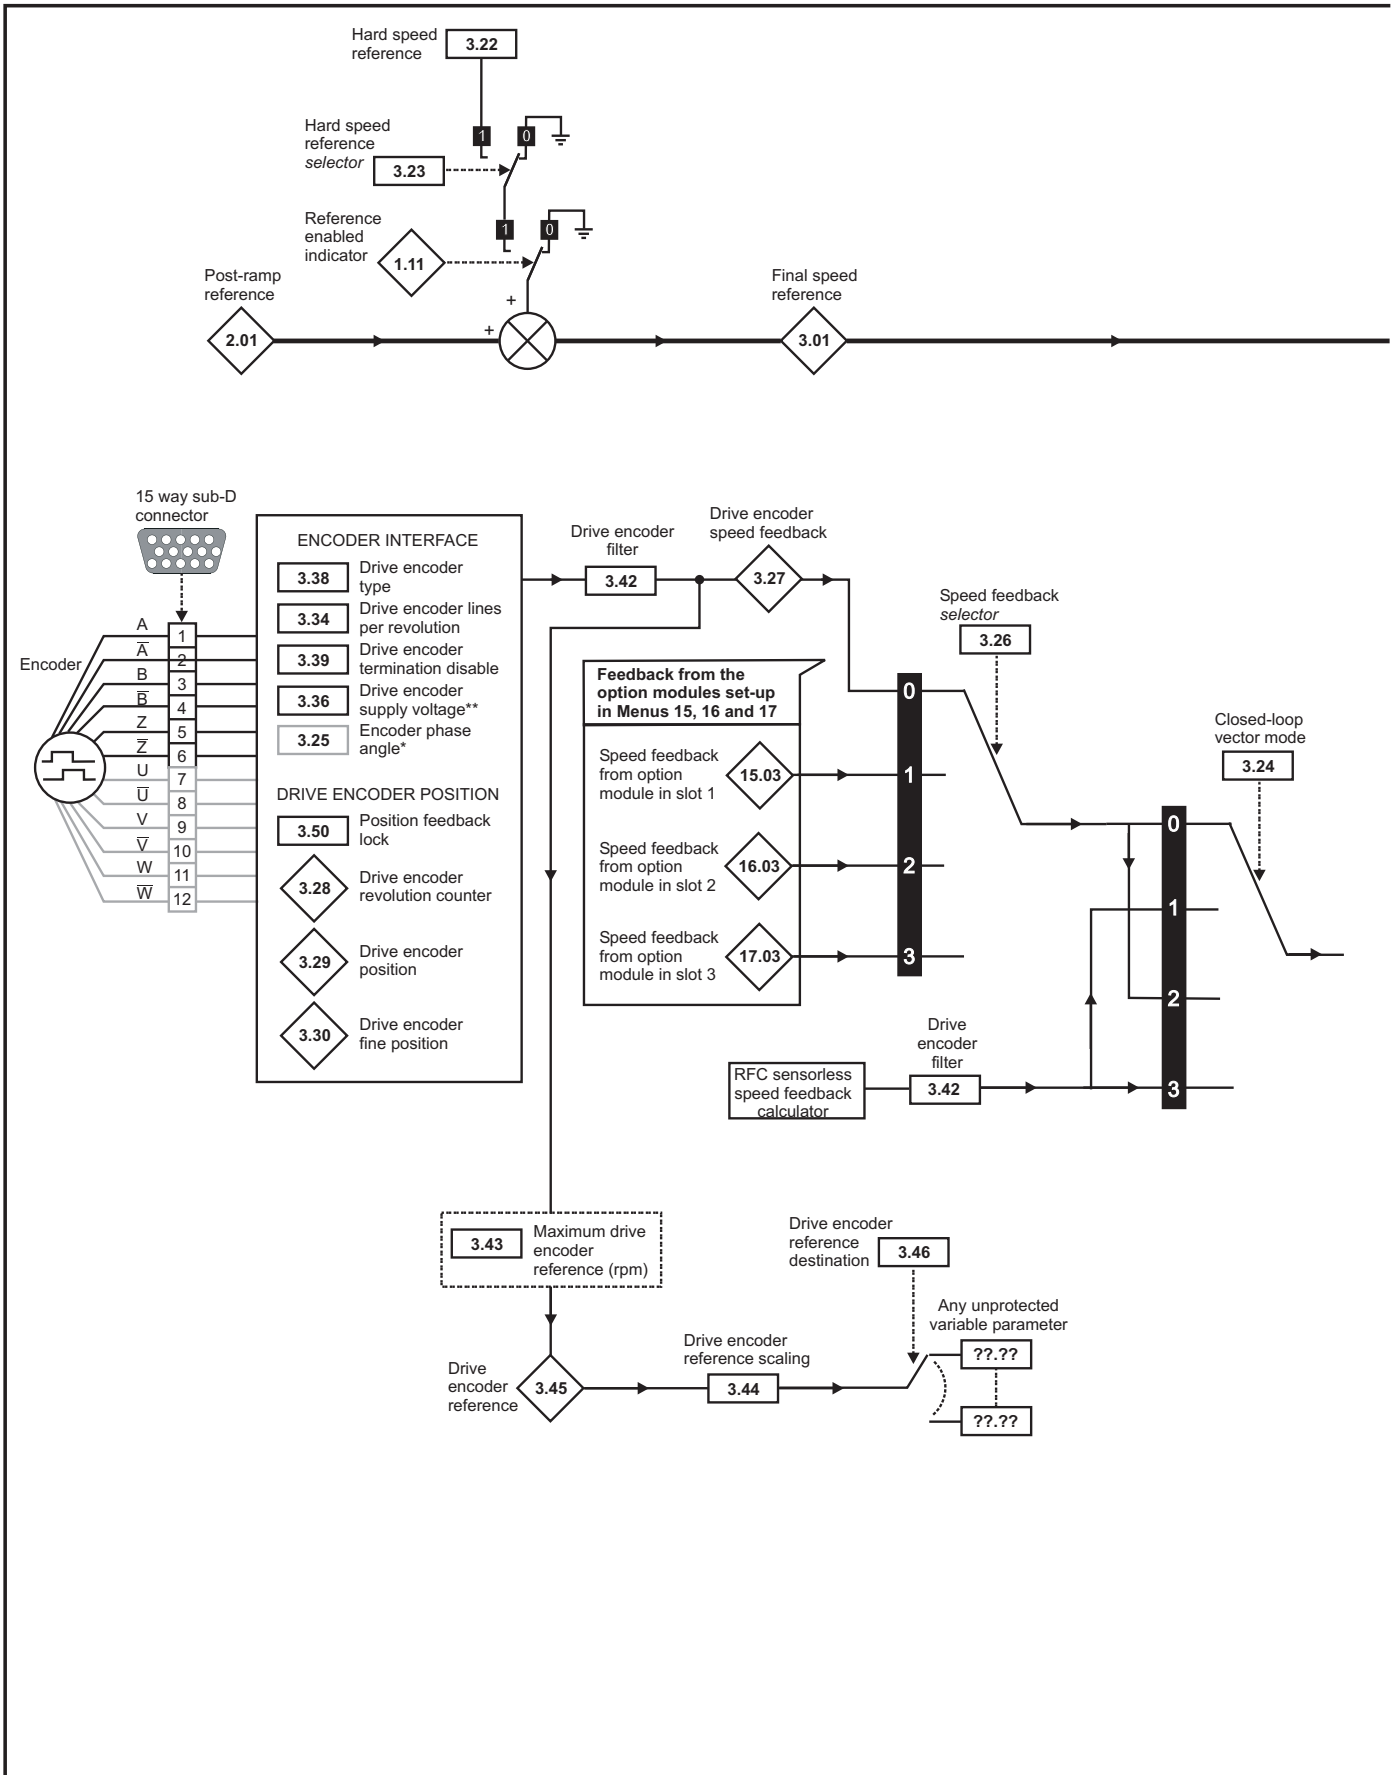 Hard speed
reference
3.22
Hard speed
reference
selector
3.23
1
0
Reference
enabled
indicator
1.11
1
0
Post-ramp
reference
2.01
+
+
Final speed
reference
3.01
15 way sub-D
connector
Encoder
A
A̅
B
B̅
Z
Z̅
U
U̅
V
V̅
W
W̅
1
2
3
4
5
6
7
8
9
10
11
12
ENCODER INTERFACE
3.38
Drive encoder
type
3.34
Drive encoder lines
per revolution
3.39
Drive encoder
termination disable
3.36
Drive encoder
supply voltage**
3.25
Encoder phase
angle*
DRIVE ENCODER POSITION
3.50
Position feedback
lock
3.28
Drive encoder
revolution counter
3.29
Drive encoder
position
3.30
Drive encoder
fine position
Drive encoder
filter
3.42
Drive encoder
speed feedback
3.27
Feedback from the
option modules set-up
in Menus 15, 16 and 17
Speed feedback
from option
module in slot 1
15.03
Speed feedback
from option
module in slot 2
16.03
Speed feedback
from option
module in slot 3
17.03
0
1
2
3
Speed feedback
selector
3.26
Closed-loop
vector mode
3.24
0
1
2
3
RFC sensorless
speed feedback
calculator
Drive
encoder
filter
3.42
3.43
Maximum drive
encoder
reference (rpm)
Drive
encoder
reference
3.45
Drive encoder
reference scaling
3.44
Drive encoder
reference
destination
3.46
Any unprotected
variable parameter
??.??
??.??